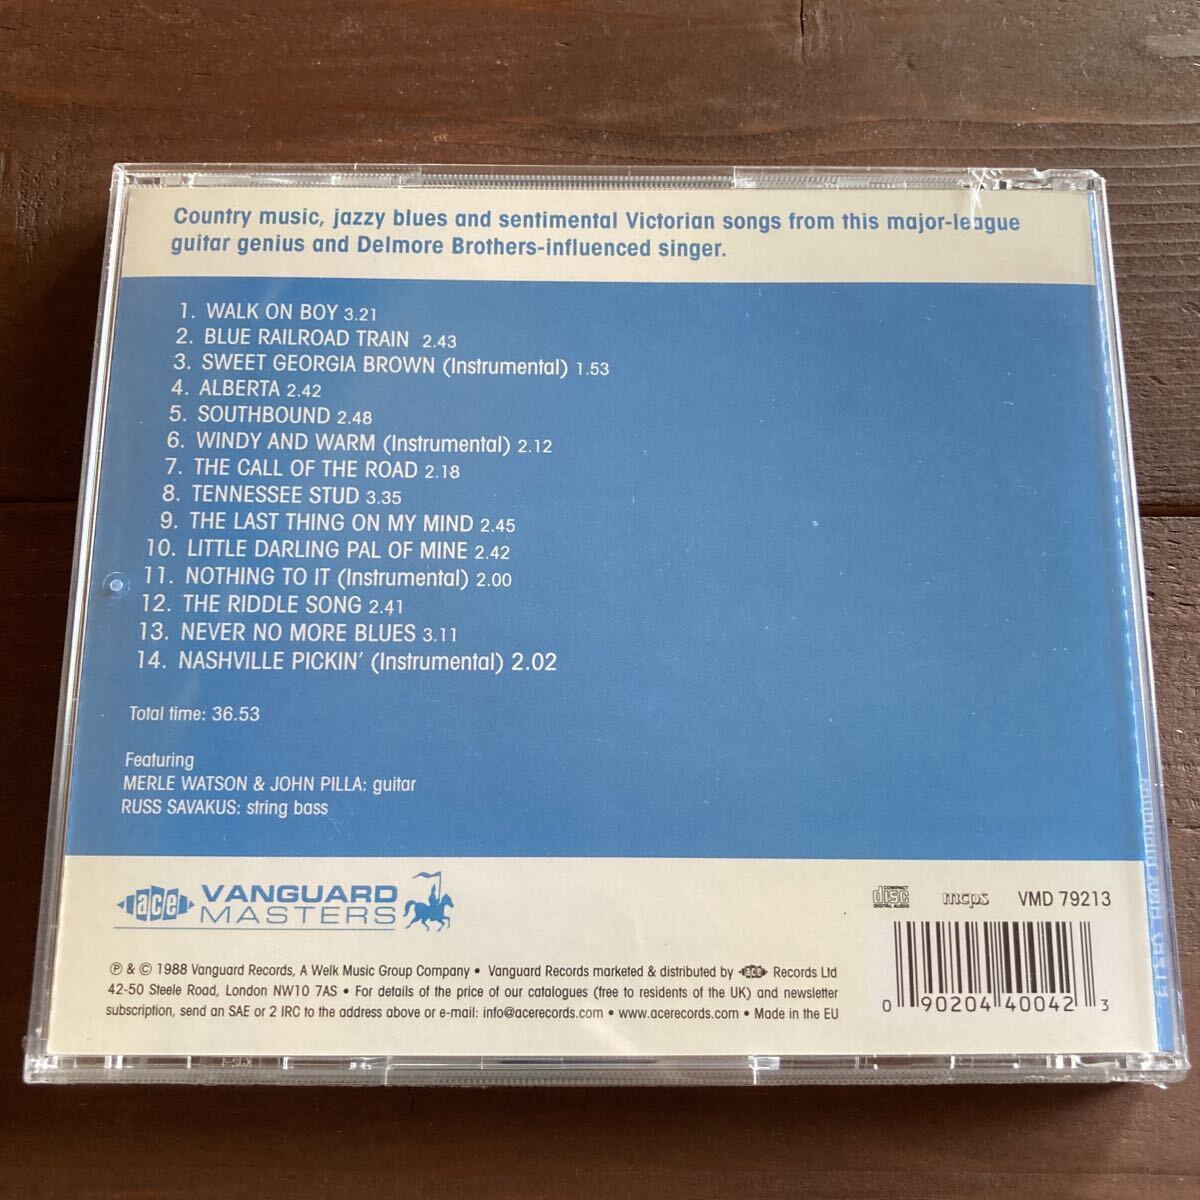 Country music, jazzy blues and sentimental Victorian songs from this major-league
guitar genius and Delmore Brothers-influenced singer.
1. WALK ON BOY 3.21
2. BLUE RAILROAD TRAIN 2.43
3. SWEET GEORGIA BROWN (Instrumental) 1.53
4. ALBERTA 2.42
5. SOUTHBOUND 2.48
6. WINDY AND WARM (Instrumental) 2.12
7. THE CALL OF THE ROAD 2.18
8. TENNESSEE STUD 3.35
9. THE LAST THING ON MY MIND 2.45
10. LITTLE DARLING PAL OF MINE 2.42
11. NOTHING TO IT (Instrumental) 2.00
12. THE RIDDLE SONG 2.41
13. NEVER NO MORE BLUES 3.11
14. NASHVILLE PICKIN' (Instrumental) 2.02
Total time: 36.53
Featuring
MERLE WATSON & JOHN PILLA: guitar
RUSS SAVAKUS: string bass
ace VANGUARD
MASTERS
COMPACT
disc
DIGITAL AUDIO
mcps
VMD 79213
℗ & © 1988 Vanguard Records, A Welk Music Group Company • Vanguard Records marketed & distributed by ace Records Ltd
42-50 Steele Road, London NW10 7AS • For details of the price of our catalogues (free to residents of the UK) and newsletter
subscription, send an SAE or 2 IRC to the address above or e-mail: info@acerecords.com • www.acerecords.com • Made in the EU
0 90204 40042 3